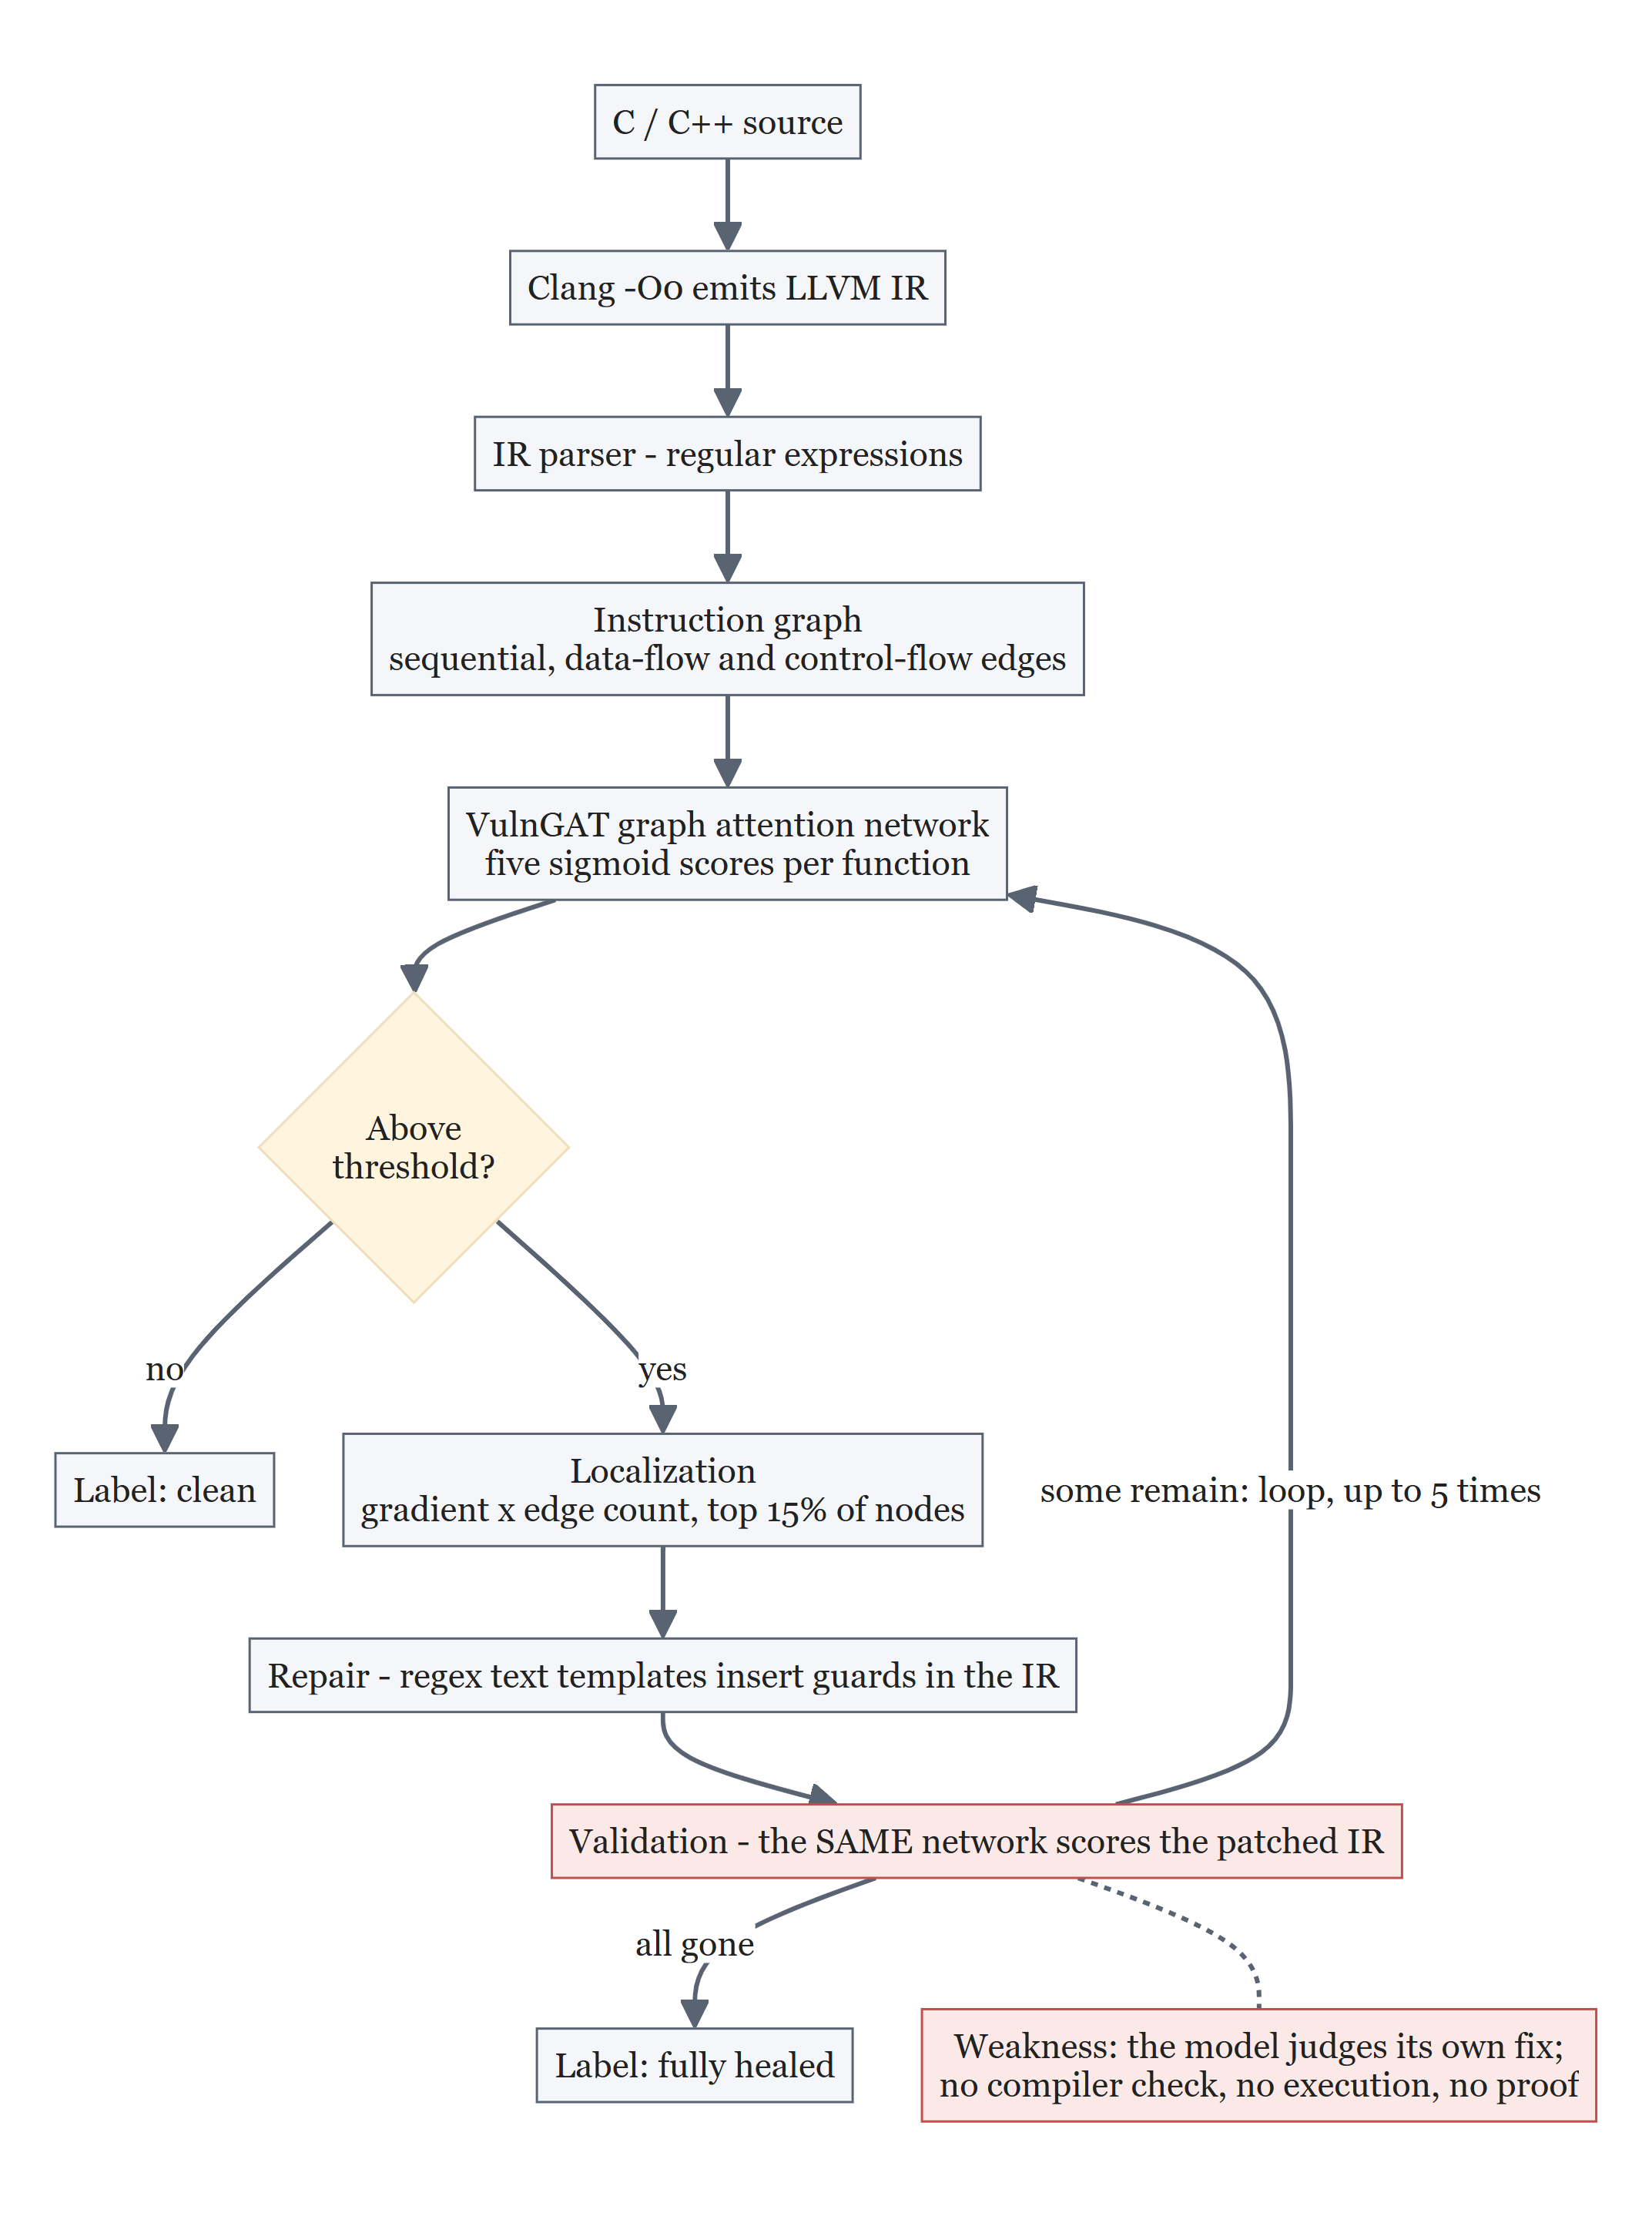 C / C++ source
Clang -O0 emits LLVM IR
IR parser - regular expressions
Instruction graph
sequential, data-flow and control-flow edges
VulnGAT graph attention network
five sigmoid scores per function
Above
threshold?
no
yes
Label: clean
Localization
gradient x edge count, top 15% of nodes
some remain: loop, up to 5 times
Repair - regex text templates insert guards in the IR
Validation - the SAME network scores the patched IR
all gone
Label: fully healed
Weakness: the model judges its own fix;
no compiler check, no execution, no proof